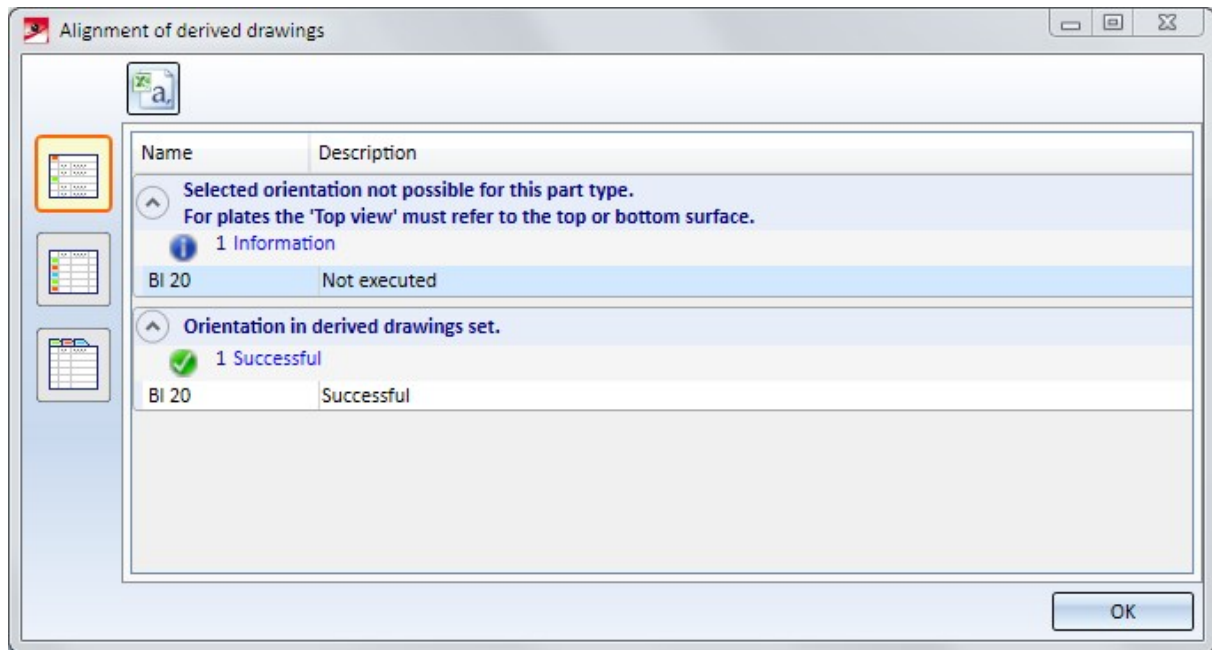 Alignment of derived drawings
a,
Name Description
Selected orientation not possible for this part type.
For plates the 'Top view' must refer to the top or bottom surface.
1 Information
BI 20 Not executed
Orientation in derived drawings set.
1 Successful
BI 20 Successful
OK